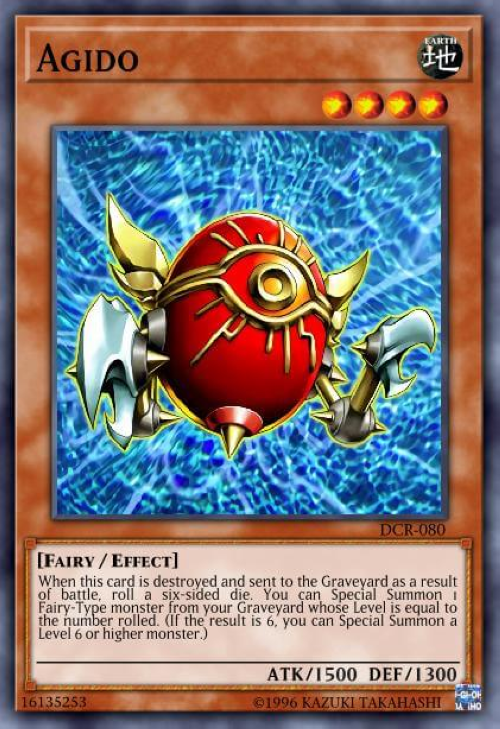 AGIDO
EARTH
地
DCR-080
[FAIRY / EFFECT]
When this card is destroyed and sent to the Graveyard as a result
of battle, roll a six-sided die. You can Special Summon 1
Fairy-Type monster from your Graveyard whose Level is equal to
the number rolled. (If the result is 6, you can Special Summon a
Level 6 or higher monster.)
ATK/1500 DEF/1300
16135253
©1996 KAZUKI TAKAHASHI